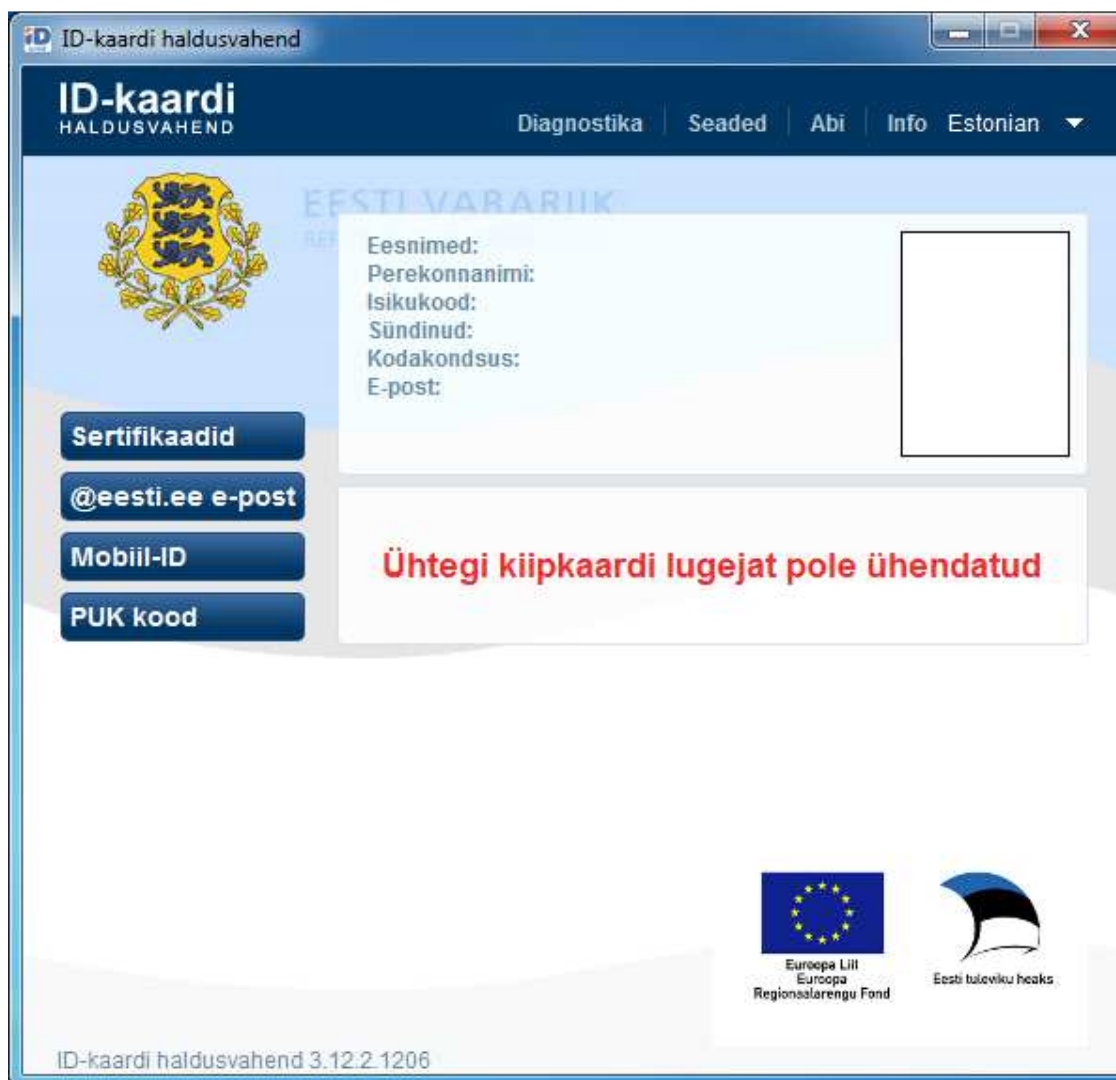 ID-kaardi haldusvahend
ID-kaardi
HALDUSVAHEND
Diagnostika
Seaded
Abi
Info
Estonian
EESTI VABARIIK
Eesnimed:
Perekonnanimi:
Isikukood:
Sündinud:
Kodakondsus:
E-post:
Sertifikaadid
@eesti.ee e-post
Mobiil-ID
PUK kood
Ühtegi kiipkaardi lugejat pole ühendatud
Euroopa Liit
Euroopa
Regionaalarengu Fond
Eesti tuleviku heaks
ID-kaardi haldusvahend 3.12.2.1206